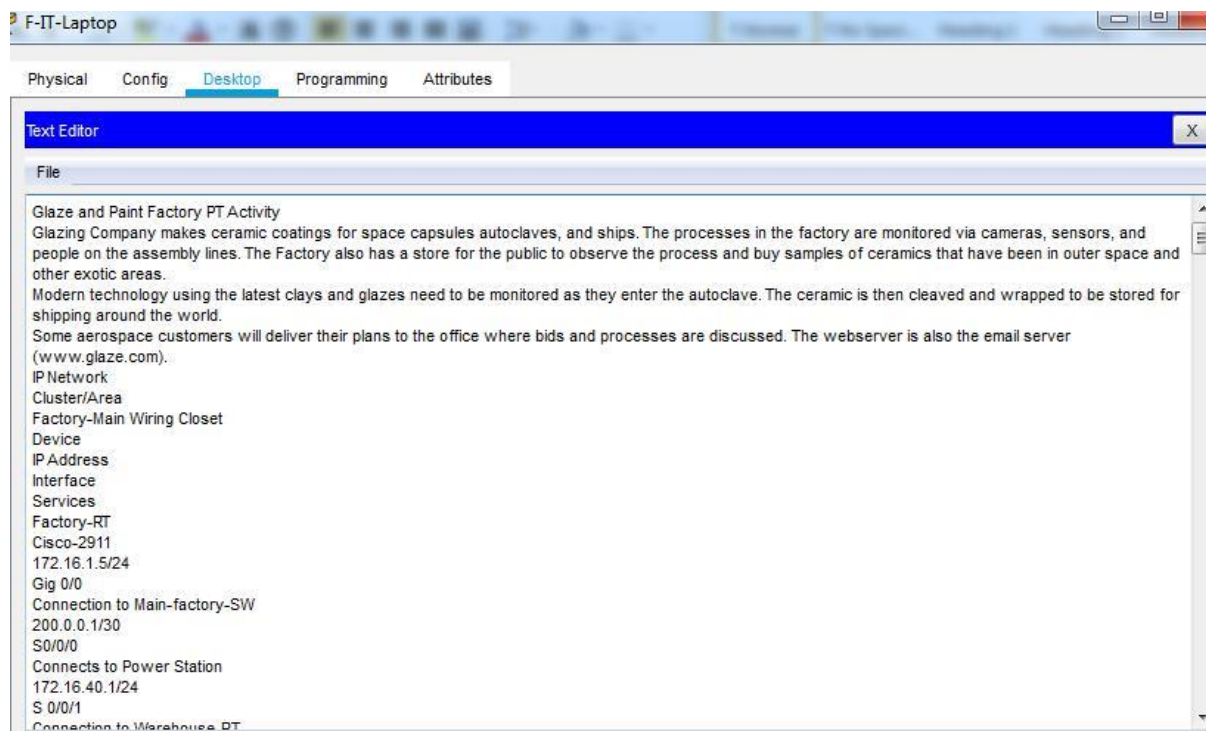 F-IT-Laptop
Physical Config Desktop Programming Attributes
Text Editor X
File
Glaze and Paint Factory PT Activity
Glazing Company makes ceramic coatings for space capsules autoclaves, and ships. The processes in the factory are monitored via cameras, sensors, and
people on the assembly lines. The Factory also has a store for the public to observe the process and buy samples of ceramics that have been in outer space and
other exotic areas.
Modern technology using the latest clays and glazes need to be monitored as they enter the autoclave. The ceramic is then cleaved and wrapped to be stored for
shipping around the world.
Some aerospace customers will deliver their plans to the office where bids and processes are discussed. The webserver is also the email server
(www.glaze.com).
IP Network
Cluster/Area
Factory-Main Wiring Closet
Device
IP Address
Interface
Services
Factory-RT
Cisco-2911
172.16.1.5/24
Gig 0/0
Connection to Main-factory-SW
200.0.0.1/30
S0/0/0
Connects to Power Station
172.16.40.1/24
S 0/0/1
Connection to Warehouse-RT